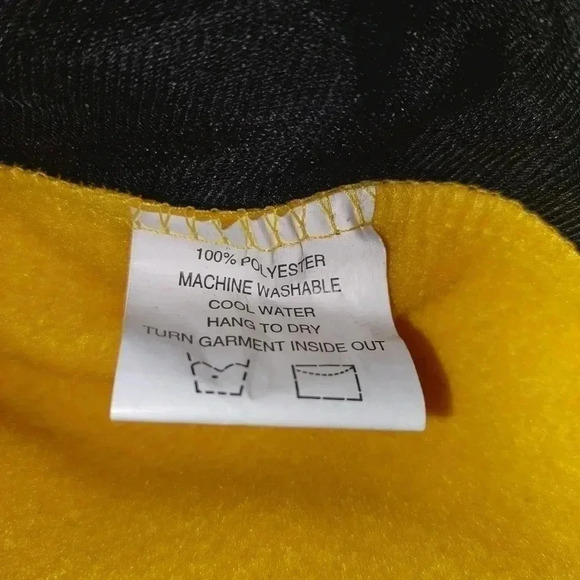 100% POLYESTER
MACHINE WASHABLE
COOL WATER
HANG TO DRY
TURN GARMENT INSIDE OUT